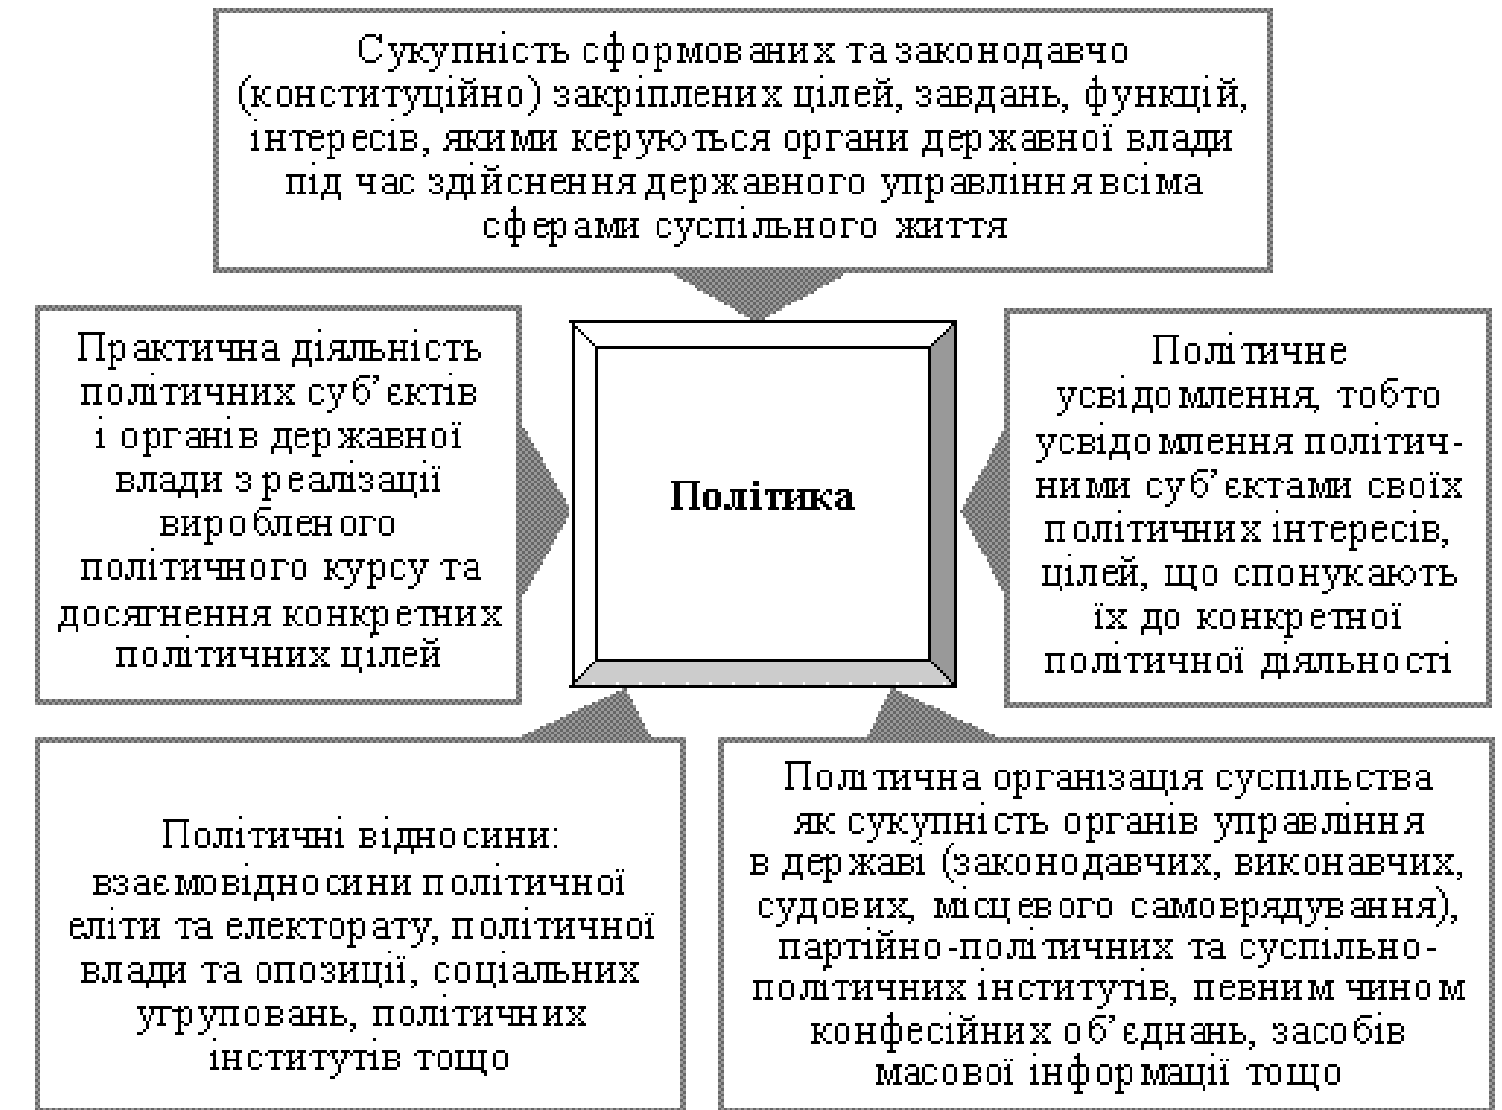 Сукупність сформованих та законодавчо
(конституційно) закріплених цілей, завдань, функцій,
інтересів, якими керуються органи державної влади
під час здійснення державного управління всіма
сферами суспільного життя
Практична діяльність
політичних суб’єктів
і органів державної
влади з реалізації
виробленого
політичного курсу та
досягнення конкретних
політичних цілей
Політика
Політичне
усвідомлення, тобто
усвідомлення політич-
ними суб’єктами своїх
політичних інтересів,
цілей, що спонукають
їх до конкретної
політичної діяльності
Політичні відносини:
взаємовідносини політичної
еліти та електорату, політичної
влади та опозиції, соціальних
угруповань, політичних
інститутів тощо
Політична організація суспільства
як сукупність органів управління
в державі (законодавчих, виконавчих,
судових, місцевого самоврядування),
партійно-політичних та суспільно-
політичних інститутів, певним чином
конфесійних об’єднань, засобів
масової інформації тощо